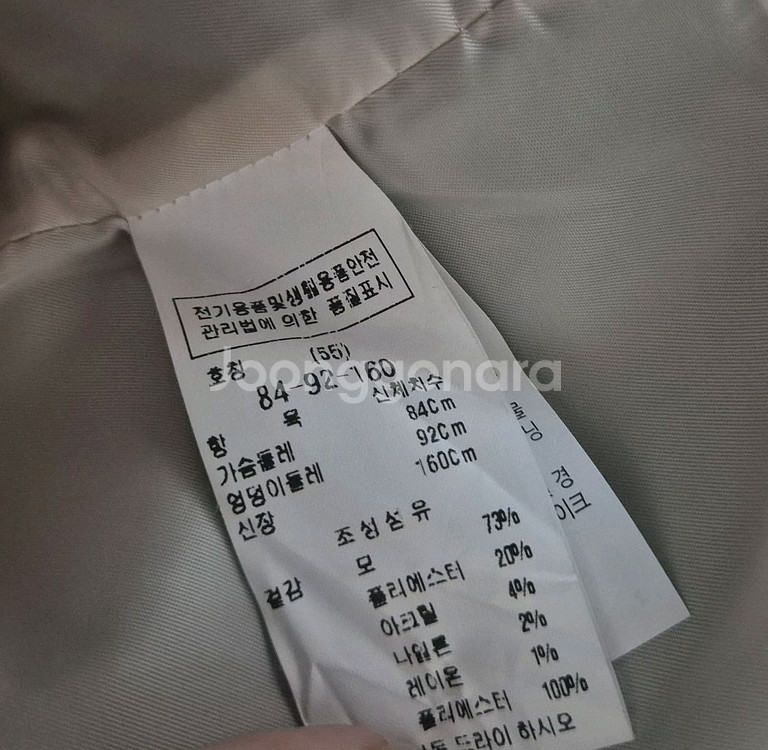 전기용품및생활용품안전
관리법에 의한 품질표시
호칭 (55)
84-92-160
Joonggonara
항 목 신체치수
가슴둘레 84Cm
엉덩이둘레 92Cm
신장 160Cm
조성섬유
겉감 모 73%
폴리에스터 20%
아크릴 4%
나일론 2%
레이온 1%
폴리에스터 100%
드라이 하시오
경
이크